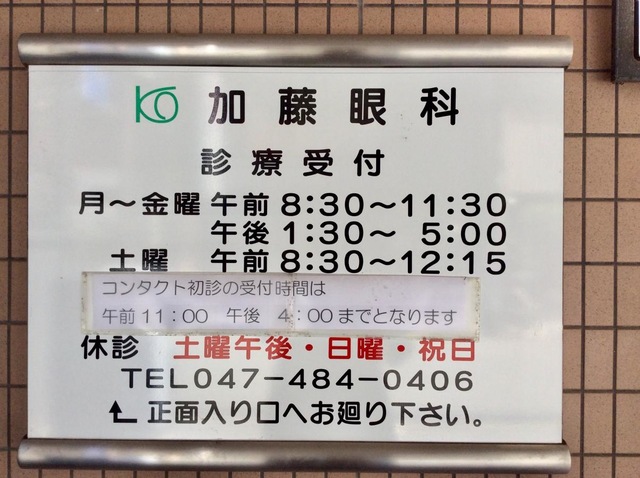 KO 加藤眼科
診療受付
月～金曜 午前 8:30～11:30
午後 1:30～ 5:00
土曜 午前 8:30～12:15
コンタクト初診の受付時間は
午前 11：00 午後 4：00までとなります
休診 土曜午後・日曜・祝日
TEL047-484-0406
正面入り口へお廻り下さい。